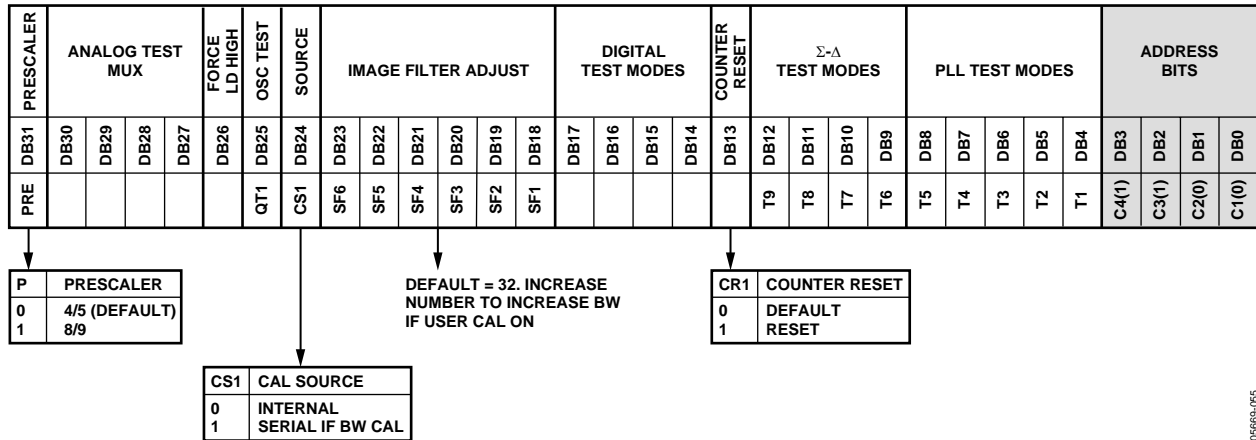 PRESCALER
ANALOG TEST
MUX
FORCE
LD HIGH
OSC TEST
SOURCE
IMAGE FILTER ADJUST
DIGITAL
TEST MODES
COUNTER
RESET
Σ-Δ
TEST MODES
PLL TEST MODES
ADDRESS
BITS
DB31 DB30 DB29 DB28 DB27 DB26 DB25 DB24 DB23 DB22 DB21 DB20 DB19 DB18 DB17 DB16 DB15 DB14 DB13 DB12 DB11 DB10 DB9 DB8 DB7 DB6 DB5 DB4 DB3 DB2 DB1 DB0
PRE QT1 CS1 SF6 SF5 SF4 SF3 SF2 SF1 T9 T8 T7 T6 T5 T4 T3 T2 T1 C4(1) C3(1) C2(0) C1(0)
P PRESCALER
0 4/5 (DEFAULT)
1 8/9
DEFAULT = 32. INCREASE
NUMBER TO INCREASE BW
IF USER CAL ON
CR1 COUNTER RESET
0 DEFAULT
1 RESET
CS1 CAL SOURCE
0 INTERNAL
1 SERIAL IF BW CAL
05869-055